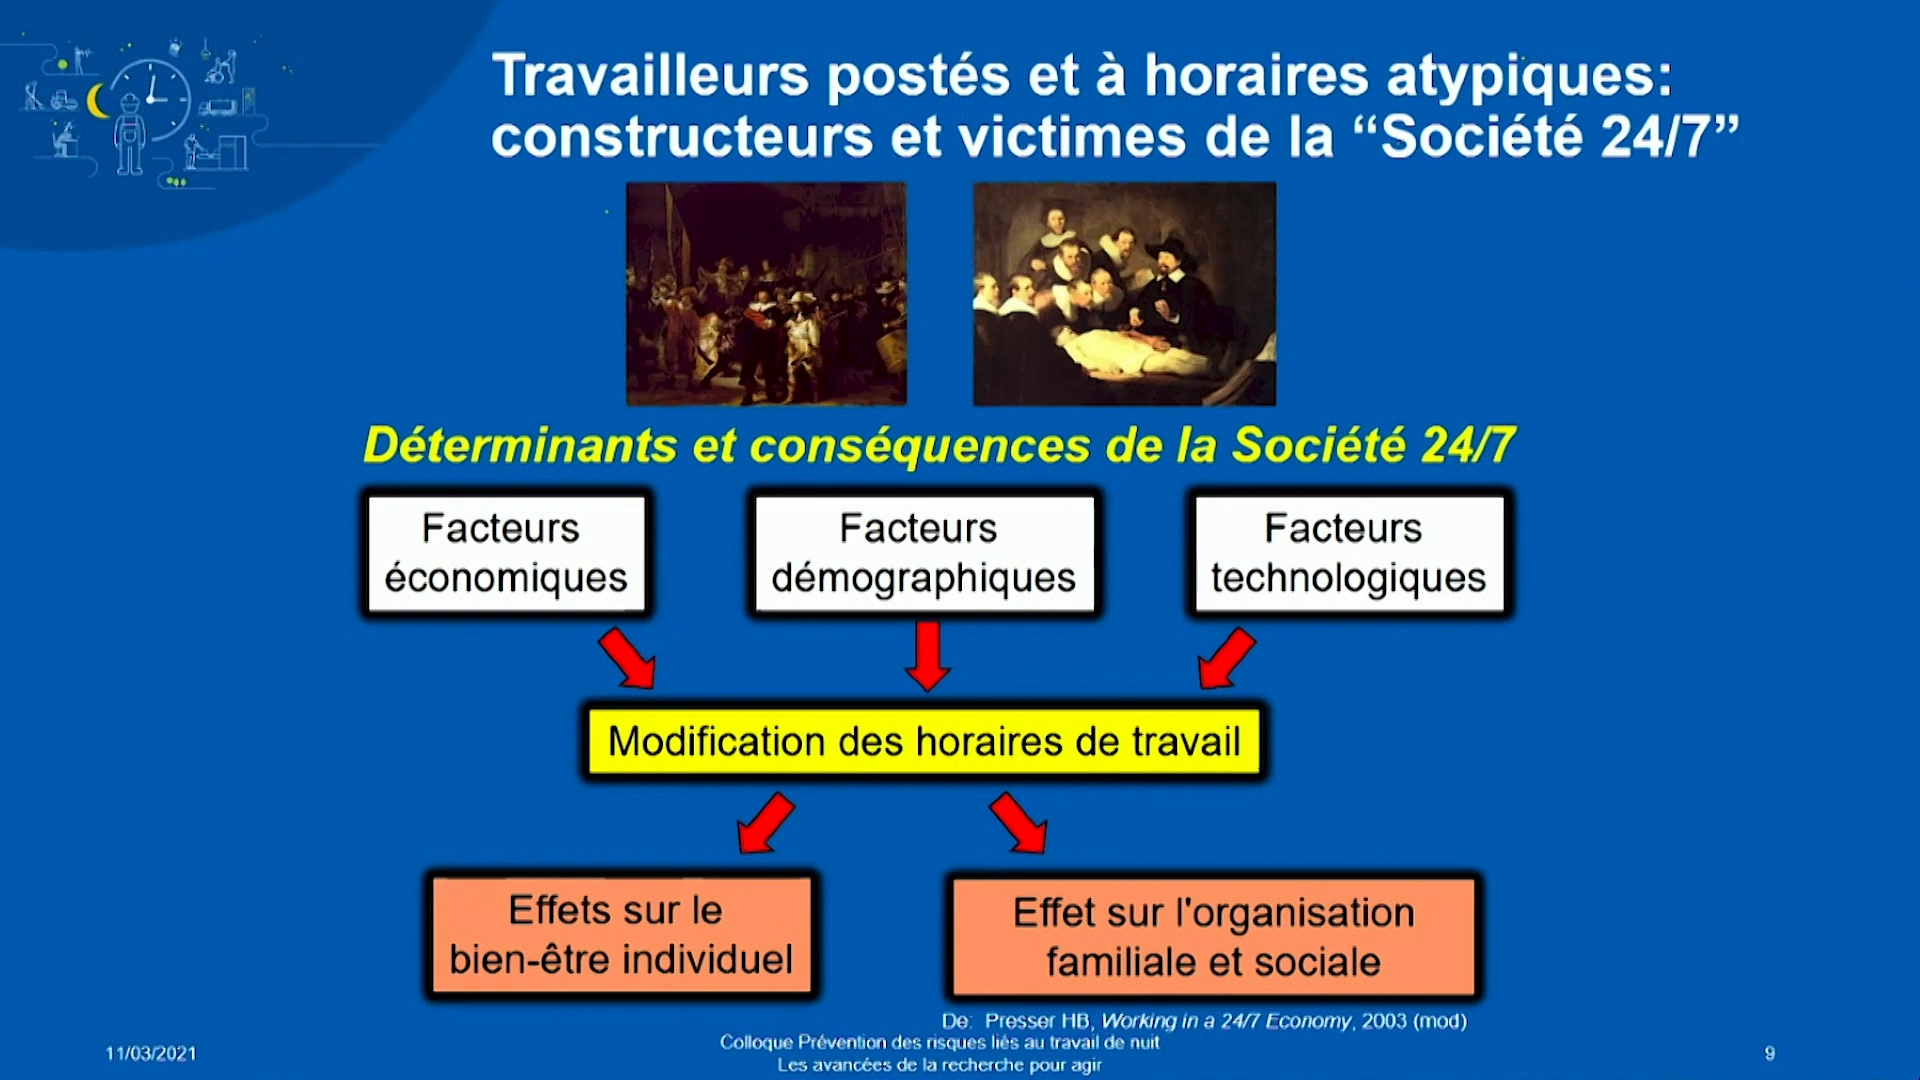 Travailleurs postés et à horaires atypiques:
constructeurs et victimes de la “Société 24/7”
Déterminants et conséquences de la Société 24/7
Facteurs
économiques
Facteurs
démographiques
Facteurs
technologiques
Modification des horaires de travail
Effets sur le
bien-être individuel
Effet sur l'organisation
familiale et sociale
De: Presser HB, Working in a 24/7 Economy, 2003 (mod)
11/03/2021
Colloque Prévention des risques liés au travail de nuit
Les avancées de la recherche pour agir
9